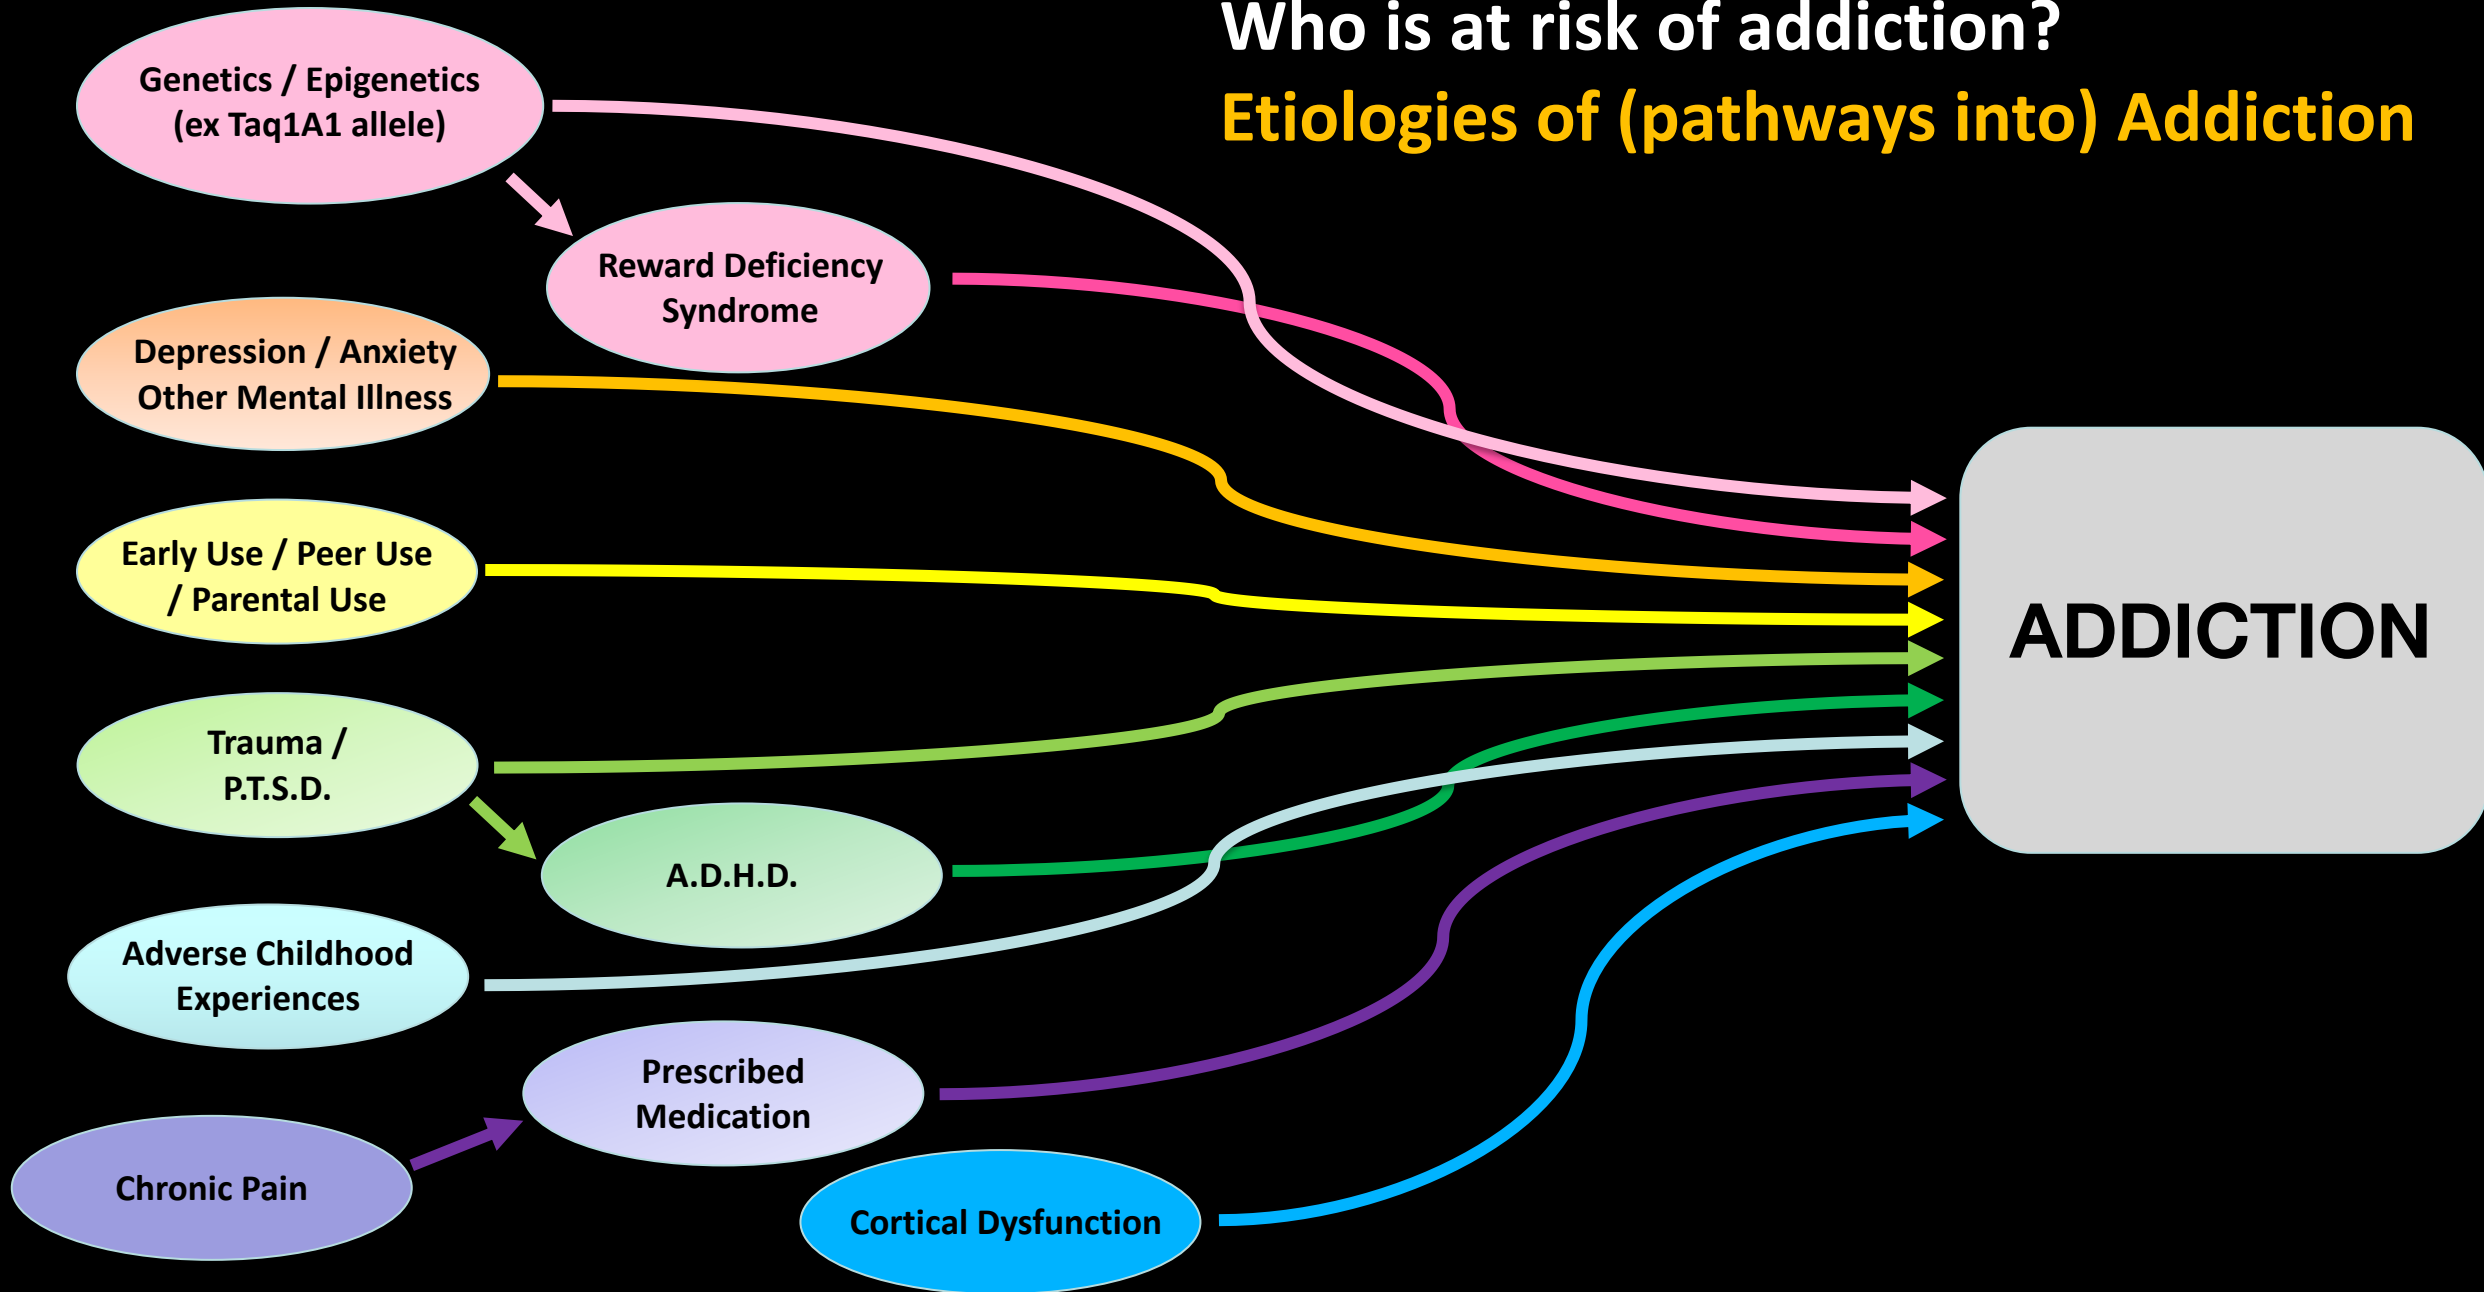 Who is at risk of addiction?
Etiologies of (pathways into) Addiction
Genetics / Epigenetics
(ex Taq1A1 allele)
Reward Deficiency
Syndrome
Depression / Anxiety
Other Mental Illness
Early Use / Peer Use
/ Parental Use
Trauma /
P.T.S.D.
A.D.H.D.
Adverse Childhood
Experiences
Prescribed
Medication
Chronic Pain
Cortical Dysfunction
ADDICTION